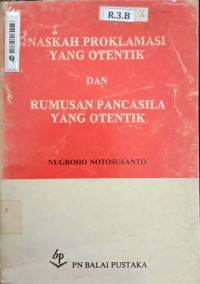 R.3.B
NASKAH PROKLAMASI
YANG OTENTIK
DAN
RUMUSAN PANCASILA
YANG OTENTIK
NUGROHO NOTOSUSANTO
bp
PN BALAI PUSTAKA